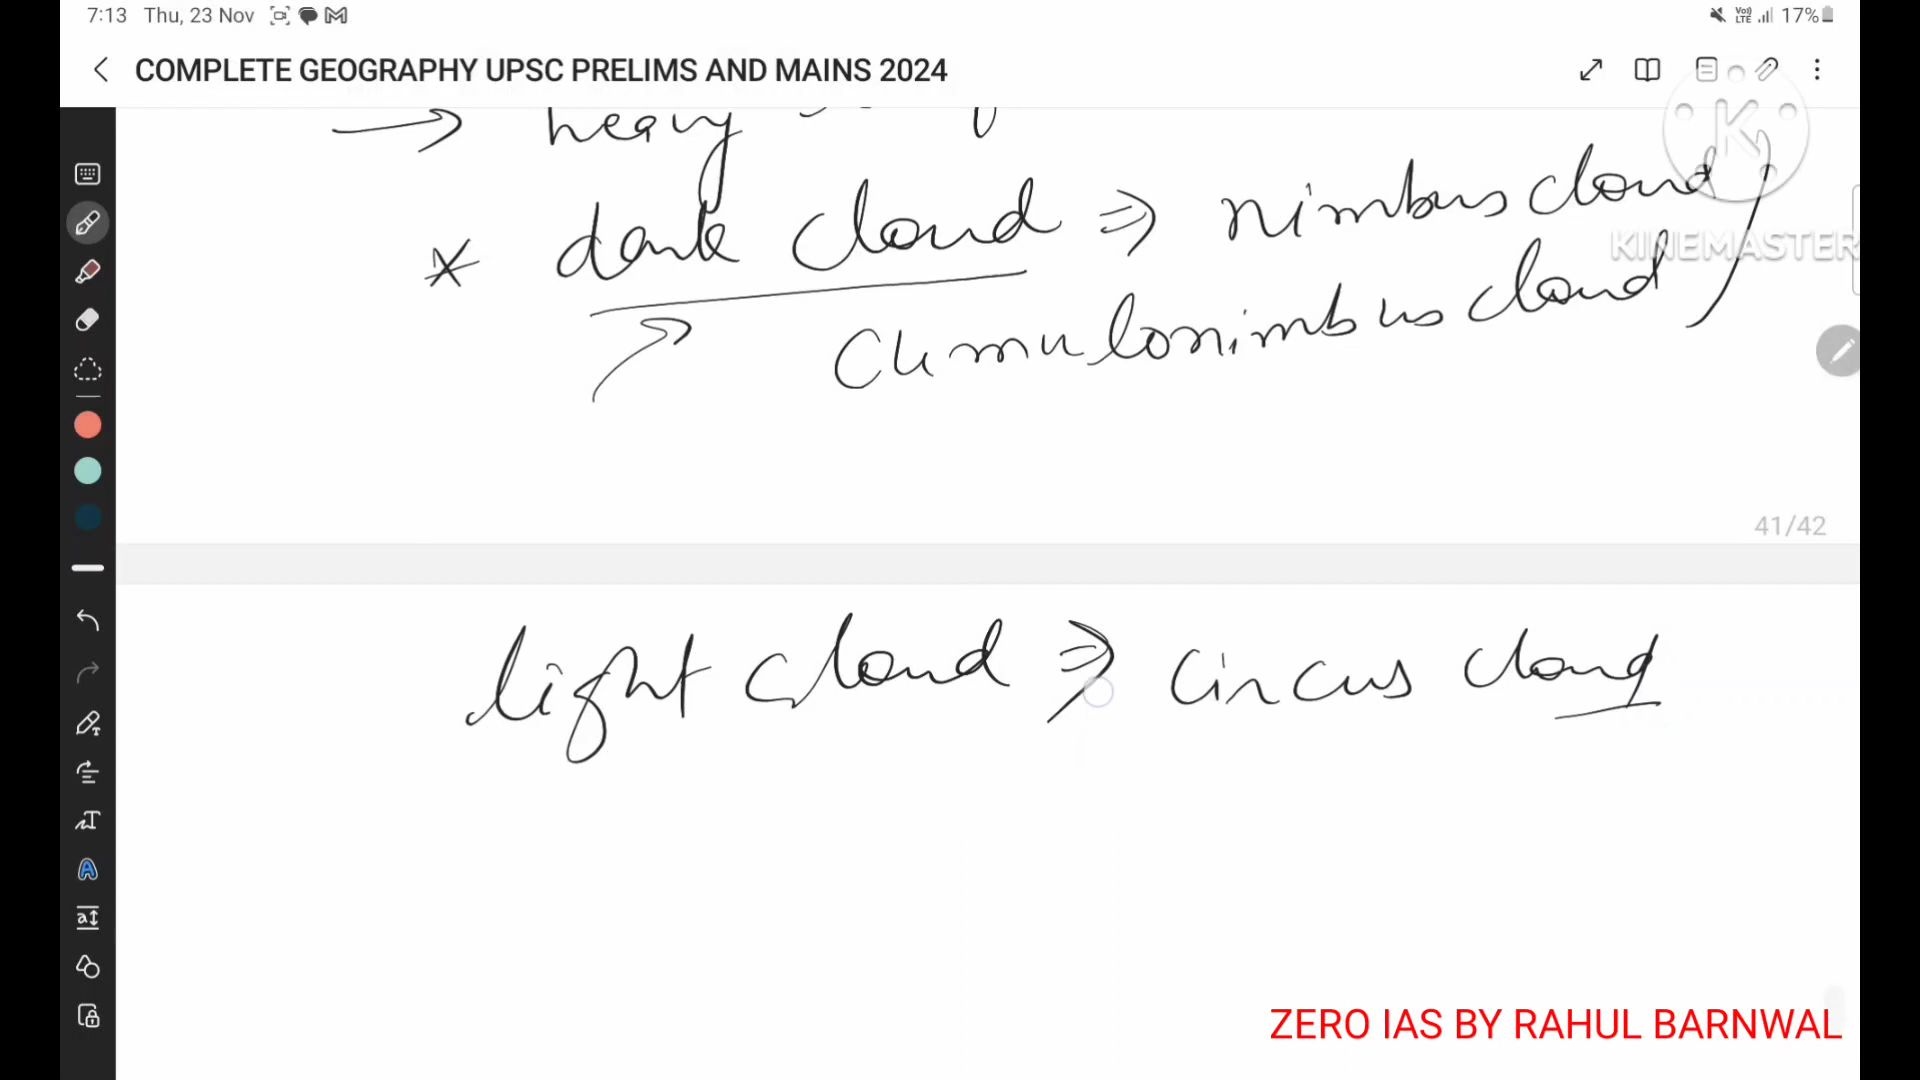 7:13 Thu, 23 Nov 17%
COMPLETE GEOGRAPHY UPSC PRELIMS AND MAINS 2024
→ heavy
* dark cloud ⇒ nimbus cloud
KINEMASTER
Cumulonimbus cloud
41/42
light cloud ⇒ circus cloud
ZERO IAS BY RAHUL BARNWAL